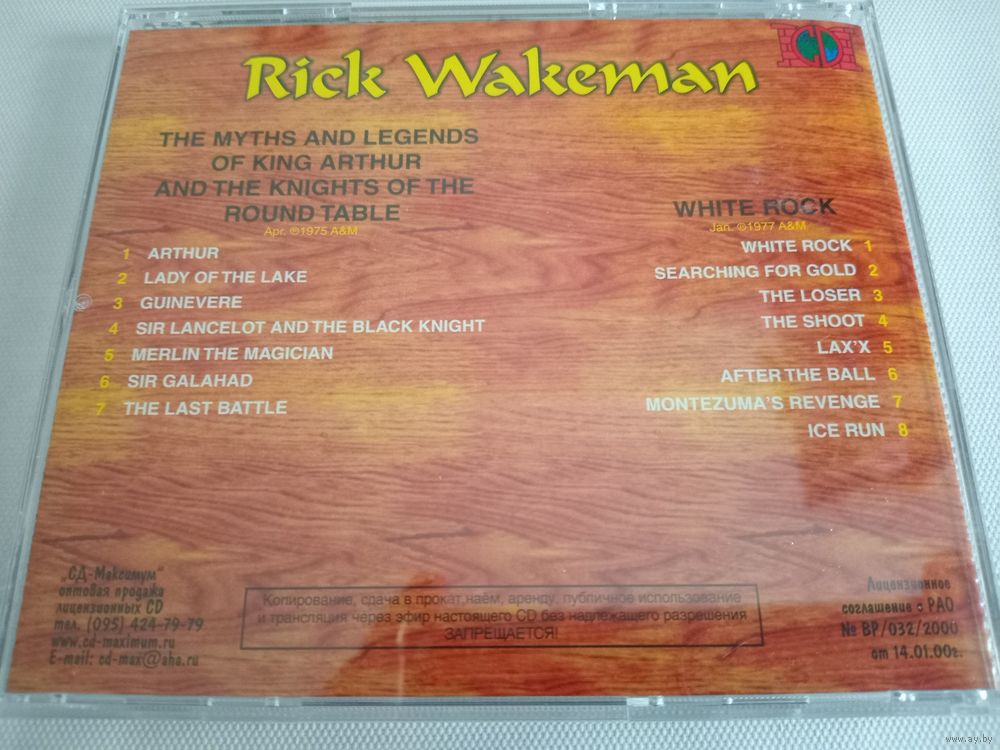 Rick Wakeman
THE MYTHS AND LEGENDS
OF KING ARTHUR
AND THE KNIGHTS OF THE
ROUND TABLE
Apr. ℗1975 A&M
1 ARTHUR
2 LADY OF THE LAKE
3 GUINEVERE
4 SIR LANCELOT AND THE BLACK KNIGHT
5 MERLIN THE MAGICIAN
6 SIR GALAHAD
7 THE LAST BATTLE
WHITE ROCK
Jan. ℗1977 A&M
WHITE ROCK 1
SEARCHING FOR GOLD 2
THE LOSER 3
THE SHOOT 4
LAX'X 5
AFTER THE BALL 6
MONTEZUMA'S REVENGE 7
ICE RUN 8
„СД-Максимум"
оптовая продажа
лицензионных CD
тел. (095) 424-79-79
www.cd-maximum.ru
E-mail: cd-max@aha.ru
Копирование, сдача в прокат,наём, аренду, публичное использование
и трансляция через эфир настоящего CD без надлежащего разрешения
ЗАПРЕЩАЕТСЯ!
Лицензионное
соглашение с РАО
№ ВР/032/2000
от 14.01.00г.
www.ay.by